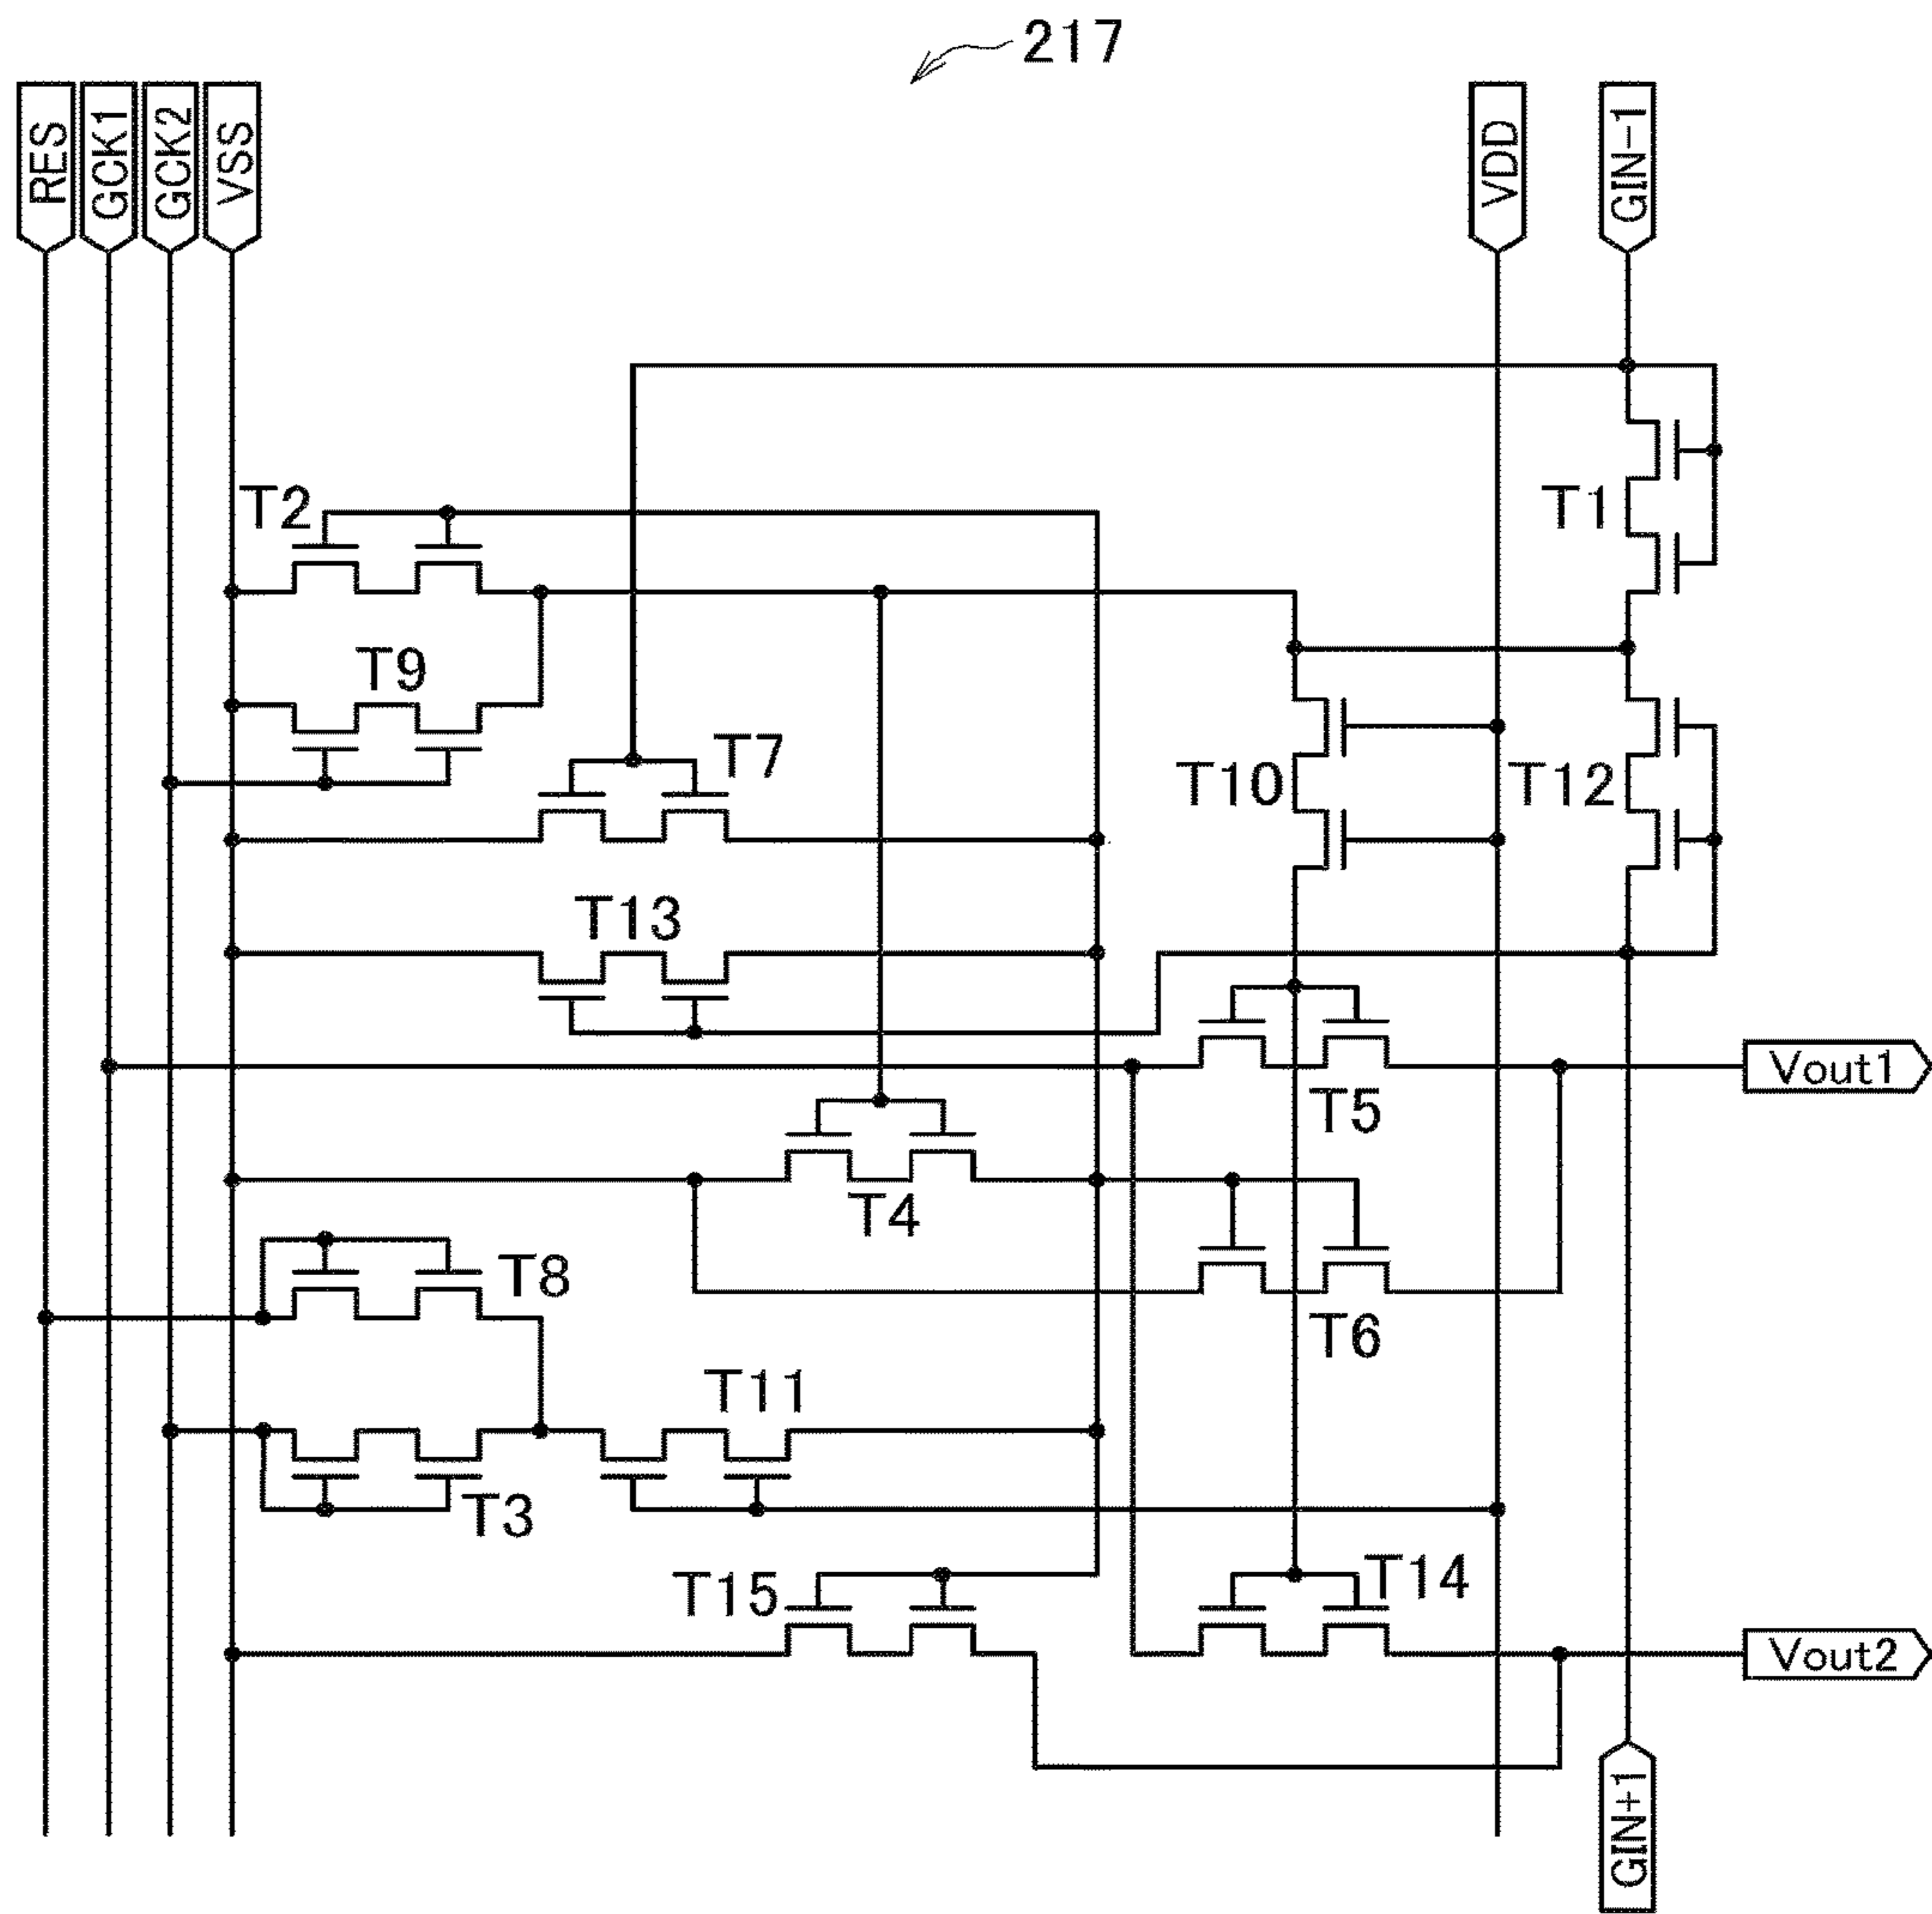 217
RES
GCK1
GCK2
VSS
VDD
GIN-1
T2
T1
T9
T7
T10
T12
T13
Vout1
T5
T4
T8
T6
T11
T3
T15
T14
Vout2
GIN+1